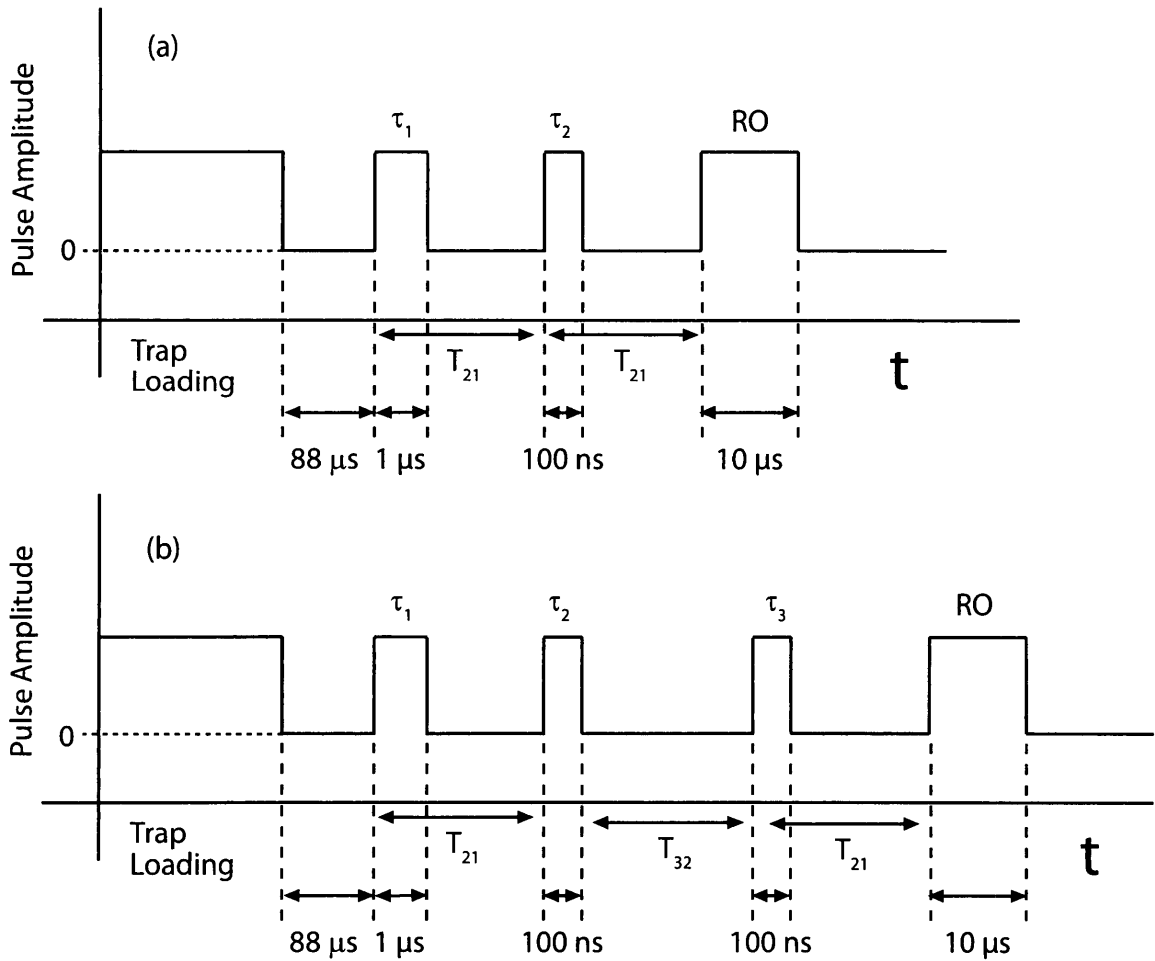 (a)
Pulse Amplitude
τ₁ τ₂ RO
0
Trap
Loading
T₂₁ T₂₁
t
88 μs 1 μs 100 ns 10 μs
(b)
Pulse Amplitude
τ₁ τ₂ τ₃ RO
0
Trap
Loading
T₂₁ T₃₂ T₂₁
t
88 μs 1 μs 100 ns 100 ns 10 μs